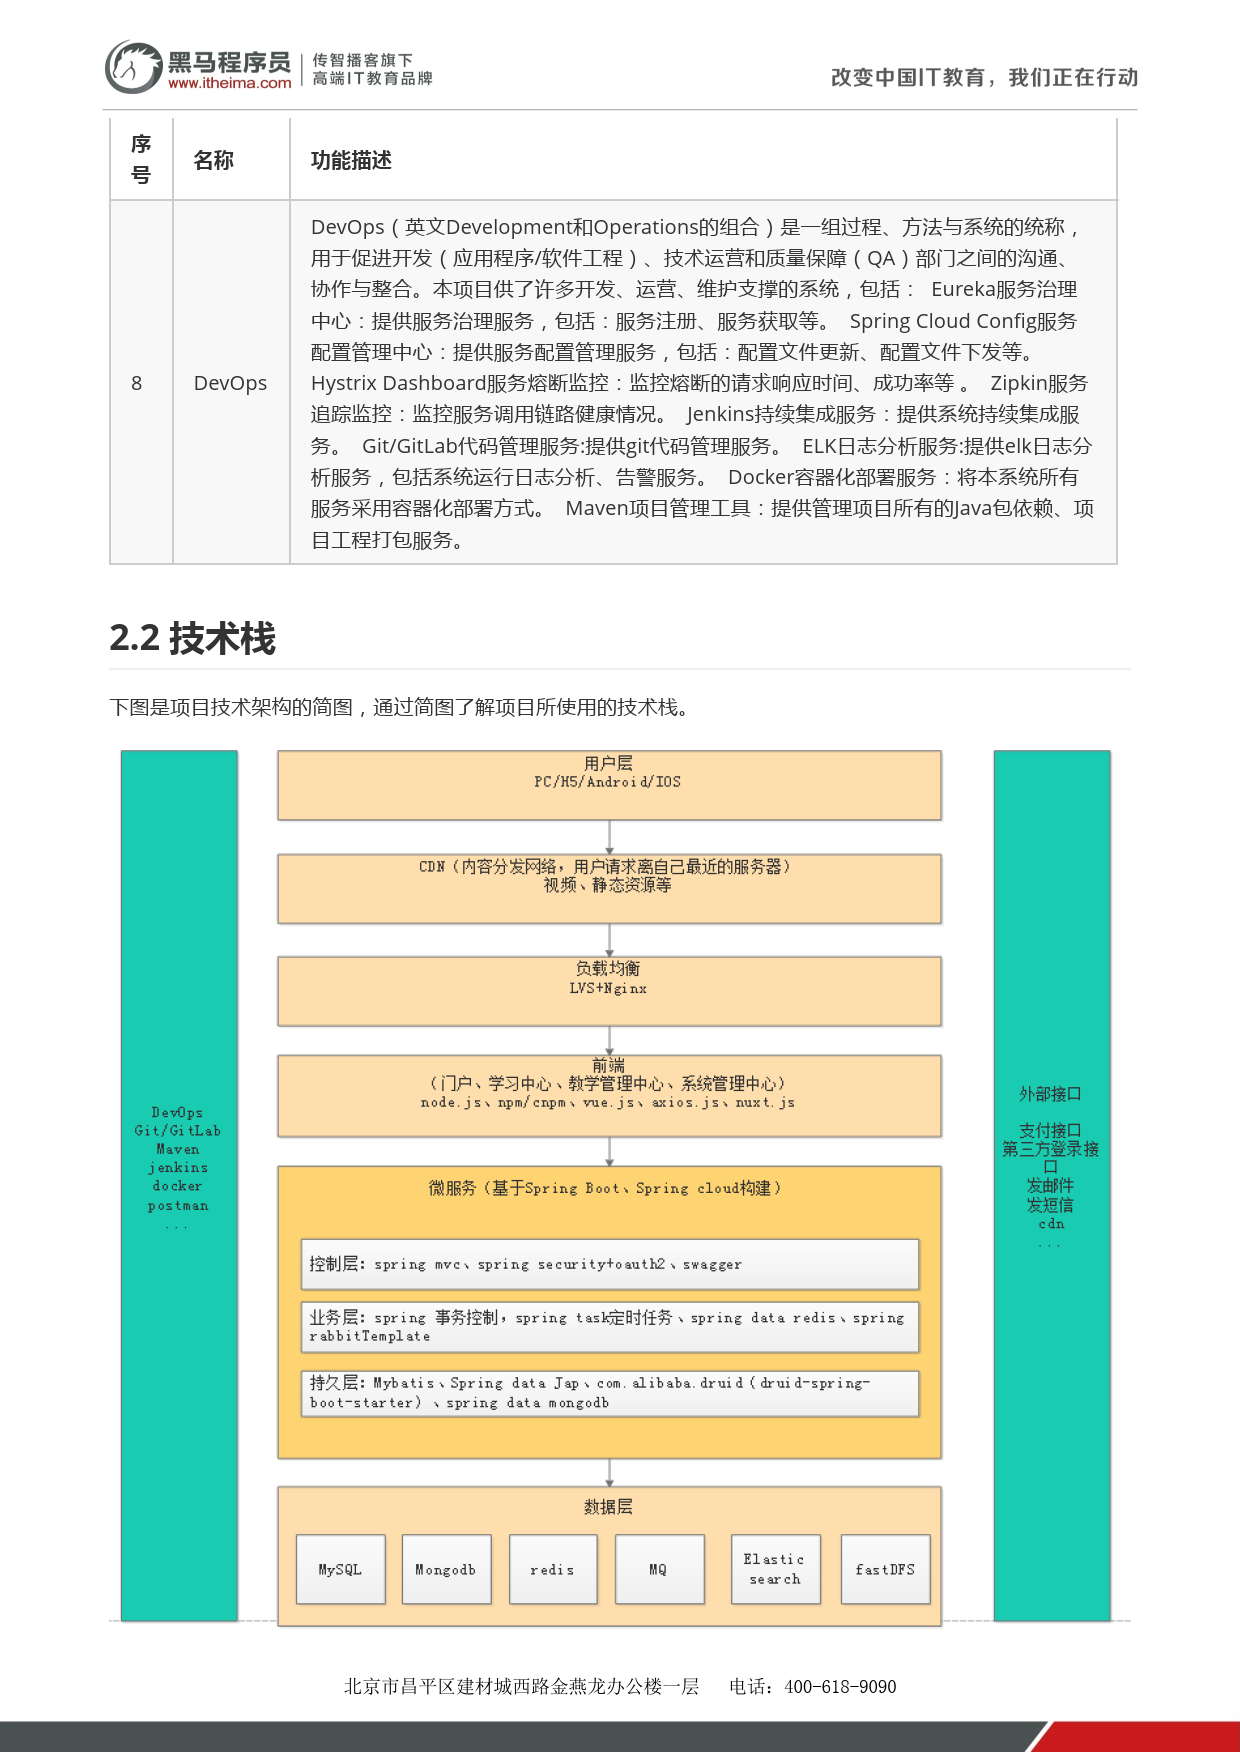 黑马程序员
www.itheima.com
传智播客旗下
高端IT教育品牌
改变中国IT教育，我们正在行动
序号 名称 功能描述
8 DevOps
DevOps（英文Development和Operations的组合）是一组过程、方法与系统的统称，
用于促进开发（应用程序/软件工程）、技术运营和质量保障（QA）部门之间的沟通、
协作与整合。本项目供了许多开发、运营、维护支撑的系统，包括： Eureka服务治理
中心：提供服务治理服务，包括：服务注册、服务获取等。 Spring Cloud Config服务
配置管理中心：提供服务配置管理服务，包括：配置文件更新、配置文件下发等。
Hystrix Dashboard服务熔断监控：监控熔断的请求响应时间、成功率等 。 Zipkin服务
追踪监控：监控服务调用链路健康情况。 Jenkins持续集成服务：提供系统持续集成服
务。 Git/GitLab代码管理服务:提供git代码管理服务。 ELK日志分析服务:提供elk日志分
析服务，包括系统运行日志分析、告警服务。 Docker容器化部署服务：将本系统所有
服务采用容器化部署方式。 Maven项目管理工具：提供管理项目所有的Java包依赖、项
目工程打包服务。
2.2 技术栈
下图是项目技术架构的简图，通过简图了解项目所使用的技术栈。
DevOps
Git/GitLab
Maven
jenkins
docker
postman
...
用户层
PC/H5/Android/IOS
CDN（内容分发网络，用户请求离自己最近的服务器）
视频、静态资源等
负载均衡
LVS+Nginx
前端
（门户、学习中心、教学管理中心、系统管理中心）
node.js、npm/cnpm、vue.js、axios.js、nuxt.js
微服务（基于Spring Boot、Spring cloud构建）
控制层：spring mvc、spring security+oauth2、swagger
业务层：spring 事务控制，spring task定时任务、spring data redis、spring
rabbitTemplate
持久层：Mybatis、Spring data Jap、com.alibaba.druid（druid-spring-
boot-starter）、spring data mongodb
数据层
MySQL
Mongodb
redis
MQ
Elastic
search
fastDFS
外部接口
支付接口
第三方登录接
口
发邮件
发短信
cdn
...
北京市昌平区建材城西路金燕龙办公楼一层 电话：400-618-9090